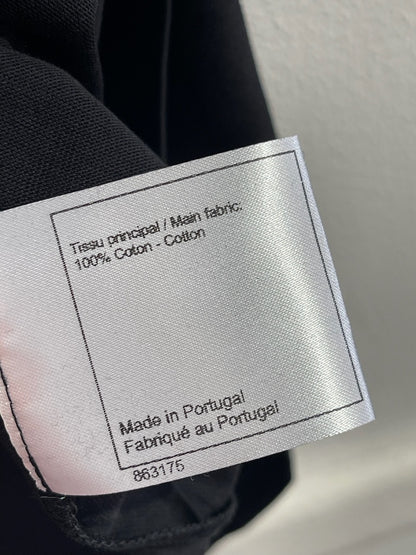 Tissu principal / Main fabric:
100% Coton - Cotton
Made in Portugal
Fabriqué au Portugal
863175